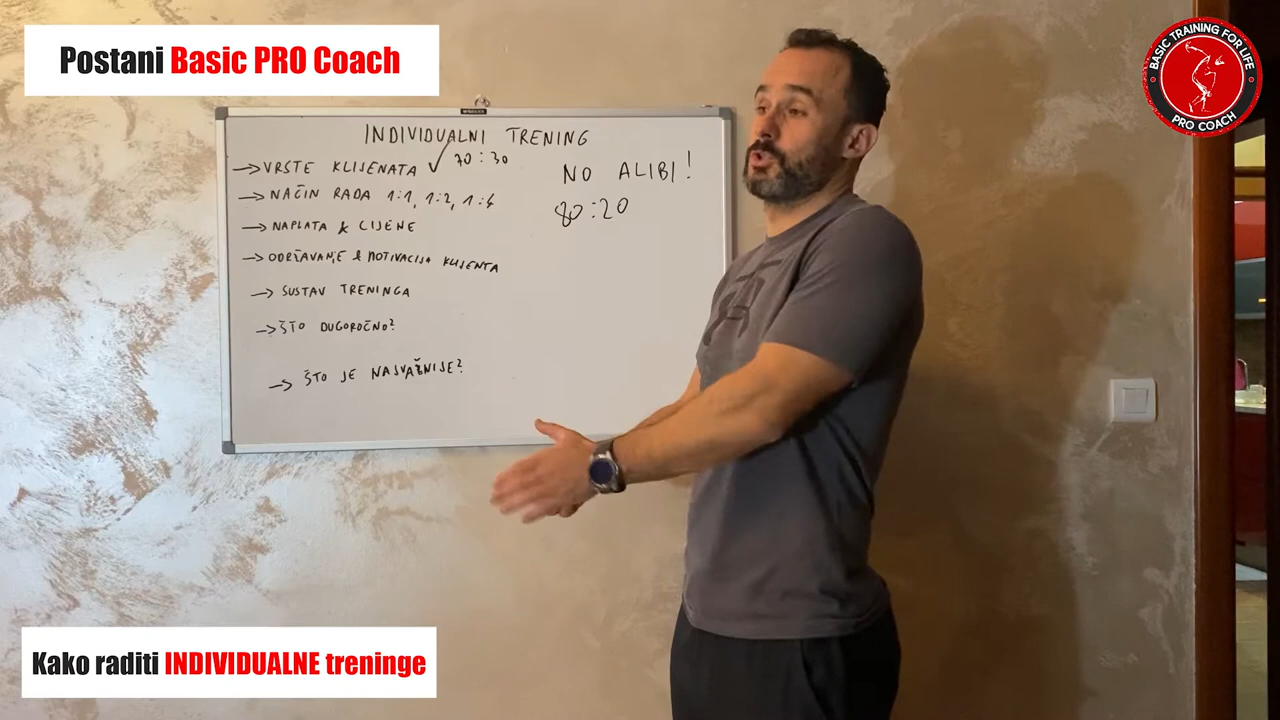 Postani Basic PRO Coach
BASIC TRAINING FOR LIFE
PRO COACH
INDIVIDUALNI TRENING
→ VRSTE KLIJENATA ✓ 70:30
→ NAČIN RADA 1:1, 1:2, 1:4
→ NAPLATA & CIJENE
→ ODRŽAVANJE & MOTIVACIJA KLIJENTA
→ SUSTAV TRENINGA
→ ŠTO DUGOROČNO?
→ ŠTO JE NAJVAŽNIJE?
NO ALIBI!
80:20
Kako raditi INDIVIDUALNE treninge